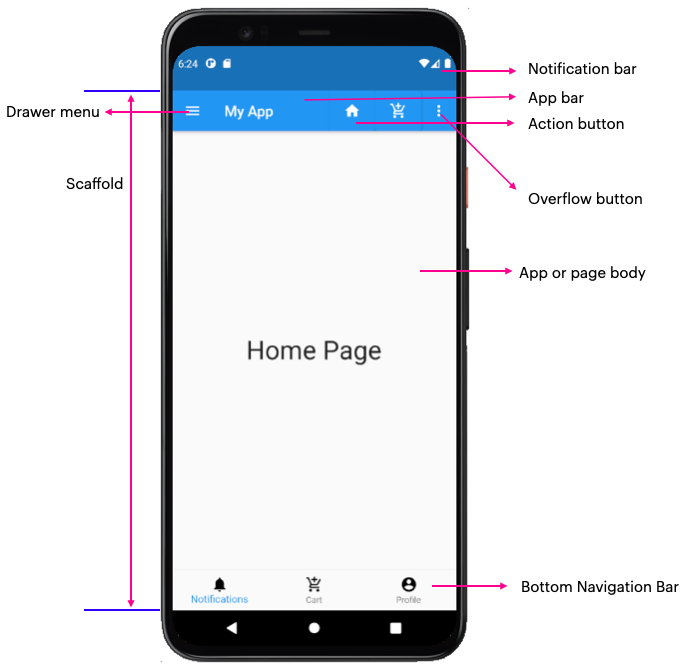 6:24
Notification bar
App bar
Drawer menu
My App
Action button
Scaffold
Overflow button
App or page body
Home Page
Notifications
Cart
Profile
Bottom Navigation Bar